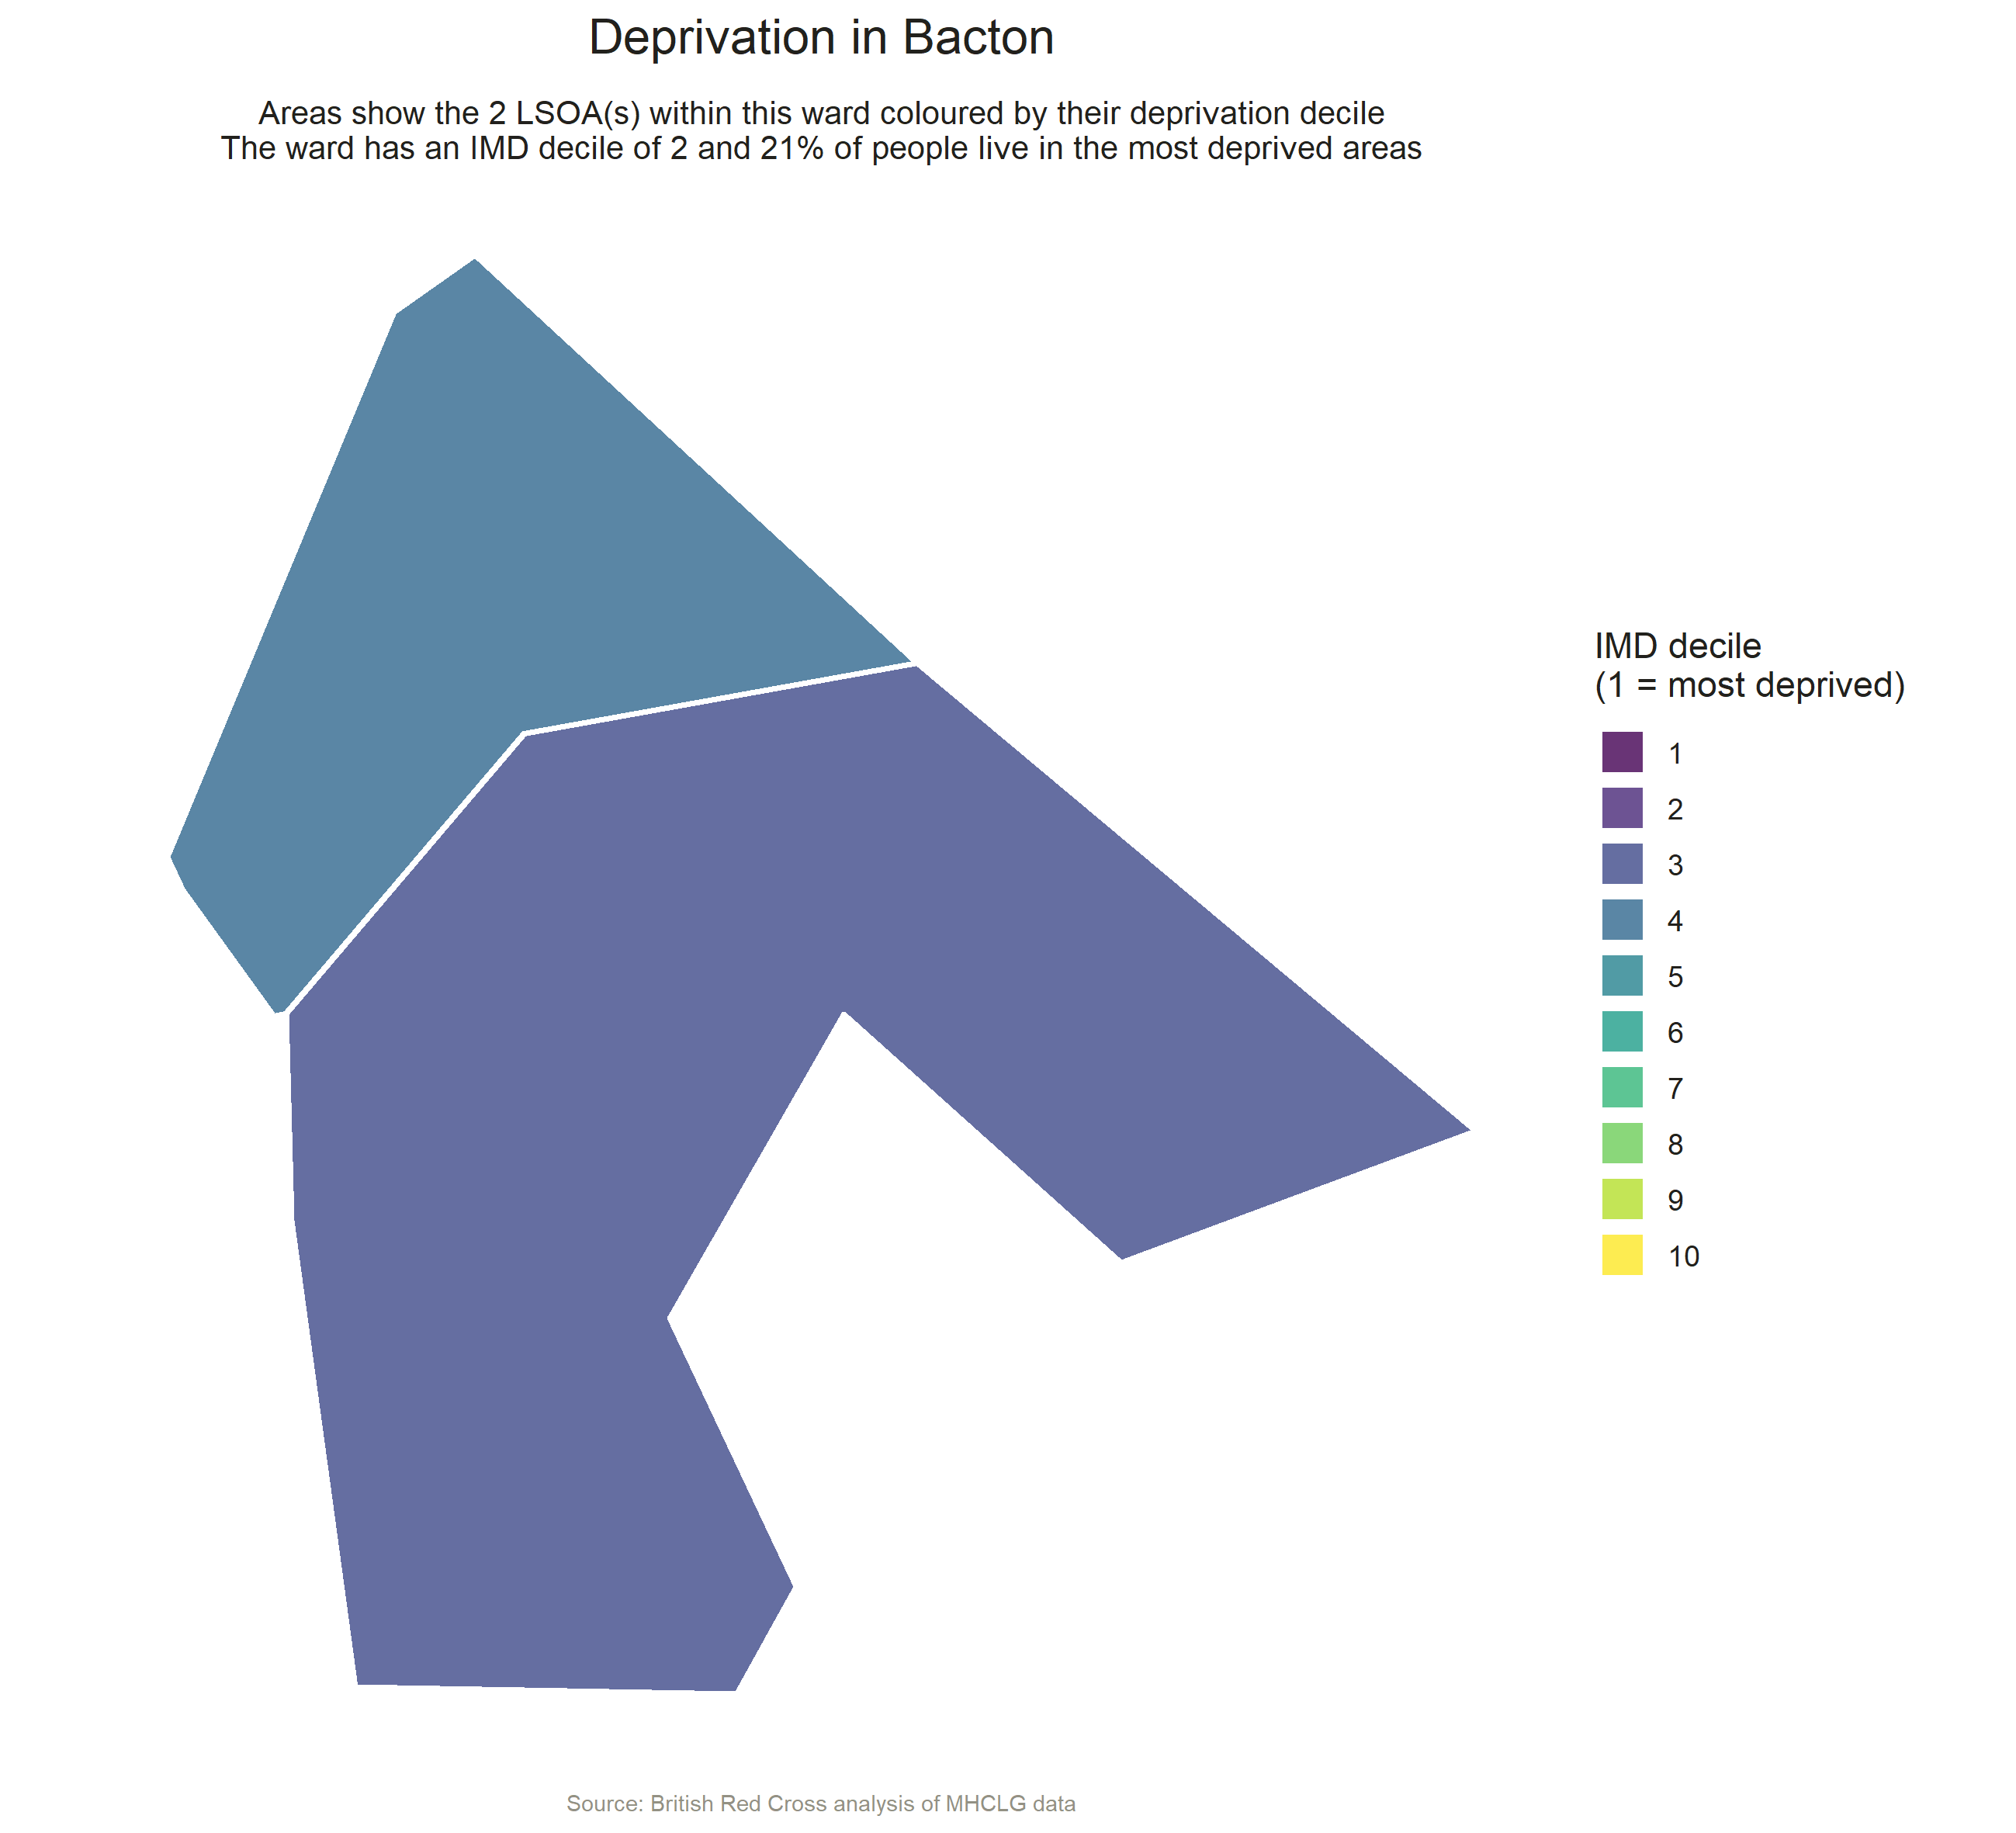 Deprivation in Bacton
Areas show the 2 LSOA(s) within this ward coloured by their deprivation decile
The ward has an IMD decile of 2 and 21% of people live in the most deprived areas
IMD decile
(1 = most deprived)
1
2
3
4
5
6
7
8
9
10
Source: British Red Cross analysis of MHCLG data